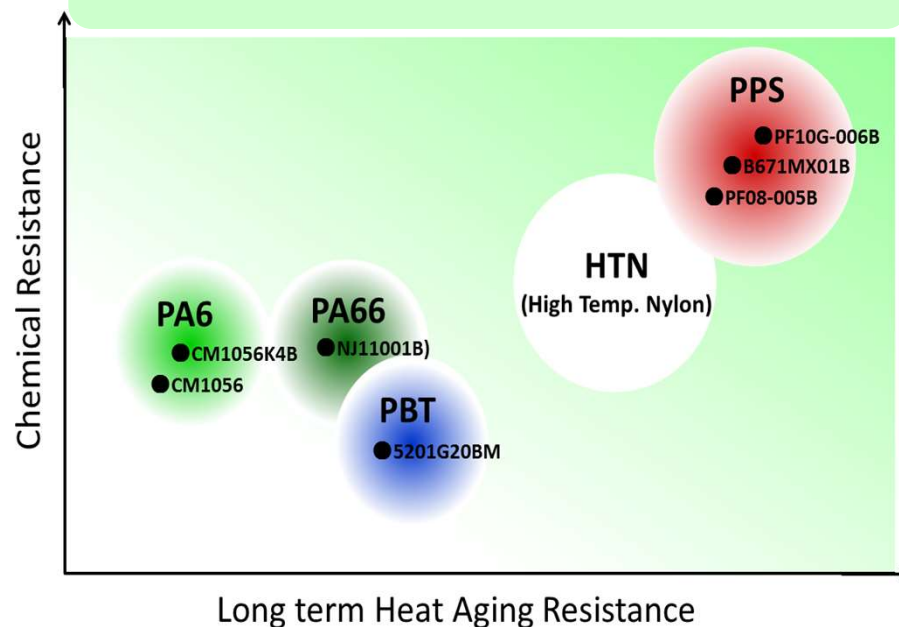 Chemical Resistance
PPS
PF10G-006B
B671MX01B
PF08-005B
HTN
(High Temp. Nylon)
PA6
CM1056K4B
CM1056
PA66
NJ11001B)
PBT
5201G20BM
Long term Heat Aging Resistance